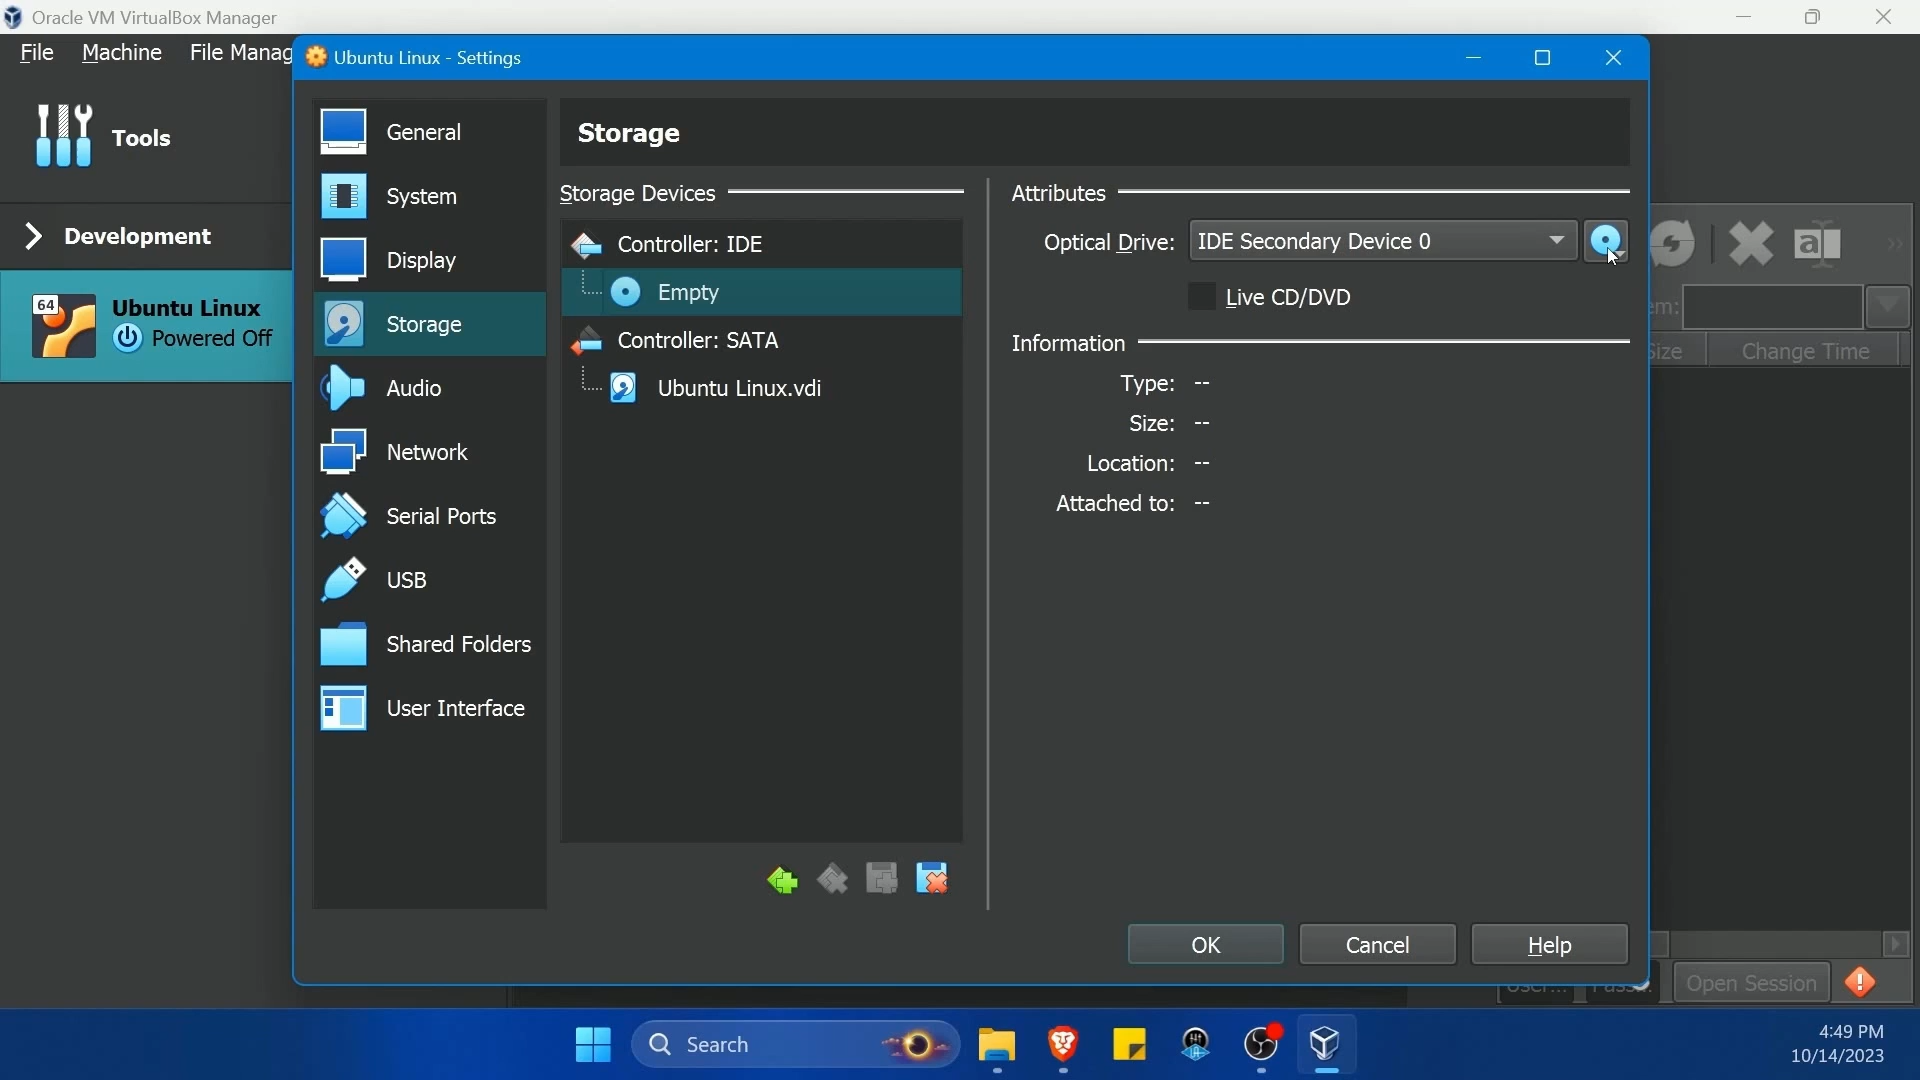 Oracle VM VirtualBox Manager
File Machine File Manag
Ubuntu Linux - Settings
Tools
Development
64
Ubuntu Linux
Powered Off
General
System
Display
Storage
Audio
Network
Serial Ports
USB
Shared Folders
User Interface
Storage
Storage Devices
Controller: IDE
Empty
Controller: SATA
Ubuntu Linux.vdi
Attributes
Optical Drive: IDE Secondary Device 0
Live CD/DVD
Information
Type: --
Size: --
Location: --
Attached to: --
OK Cancel Help
em:
Size Change Time
Open Session
Search
4:49 PM
10/14/2023